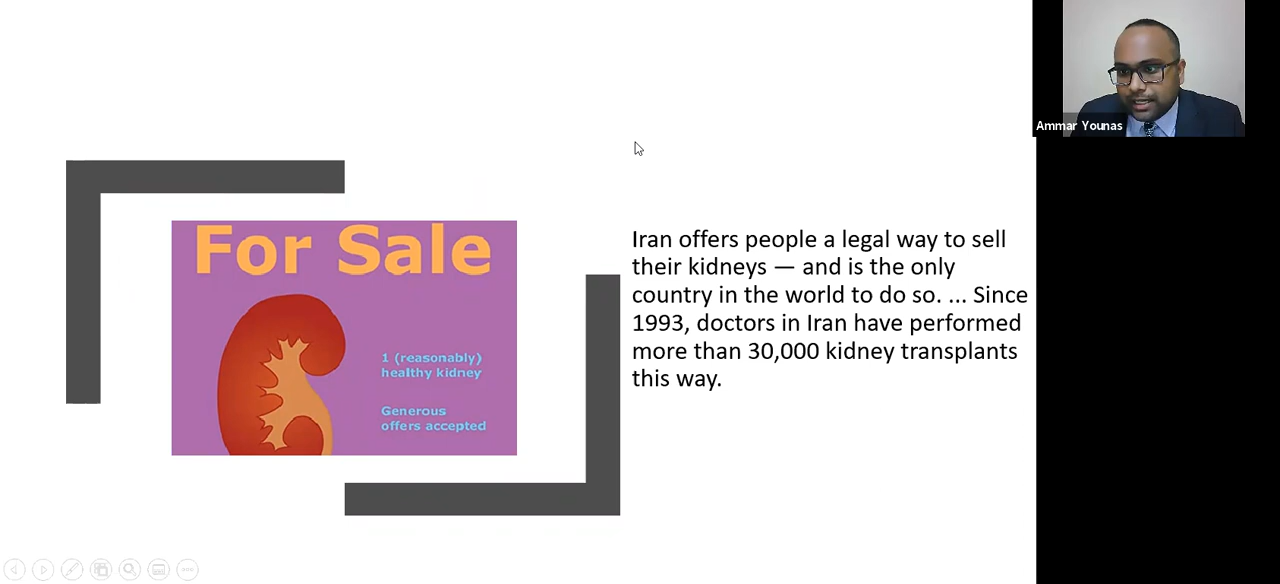 Ammar Younas
For Sale
1 (reasonably)
healthy kidney
Generous
offers accepted
Iran offers people a legal way to sell
their kidneys — and is the only
country in the world to do so. ... Since
1993, doctors in Iran have performed
more than 30,000 kidney transplants
this way.